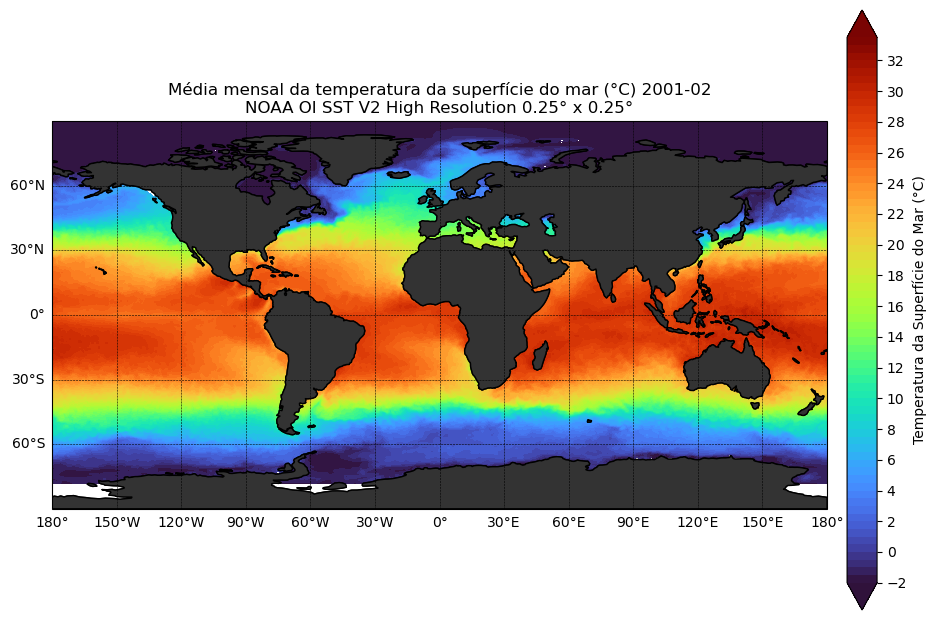 Média mensal da temperatura da superfície do mar (°C) 2001-02
NOAA OI SST V2 High Resolution 0.25° x 0.25°
60°N
30°N
0°
30°S
60°S
180° 150°W 120°W 90°W 60°W 30°W 0° 30°E 60°E 90°E 120°E 150°E 180°
32
30
28
26
24
22
20
18
16
14
12
10
8
6
4
2
0
−2
Temperatura da Superfície do Mar (°C)